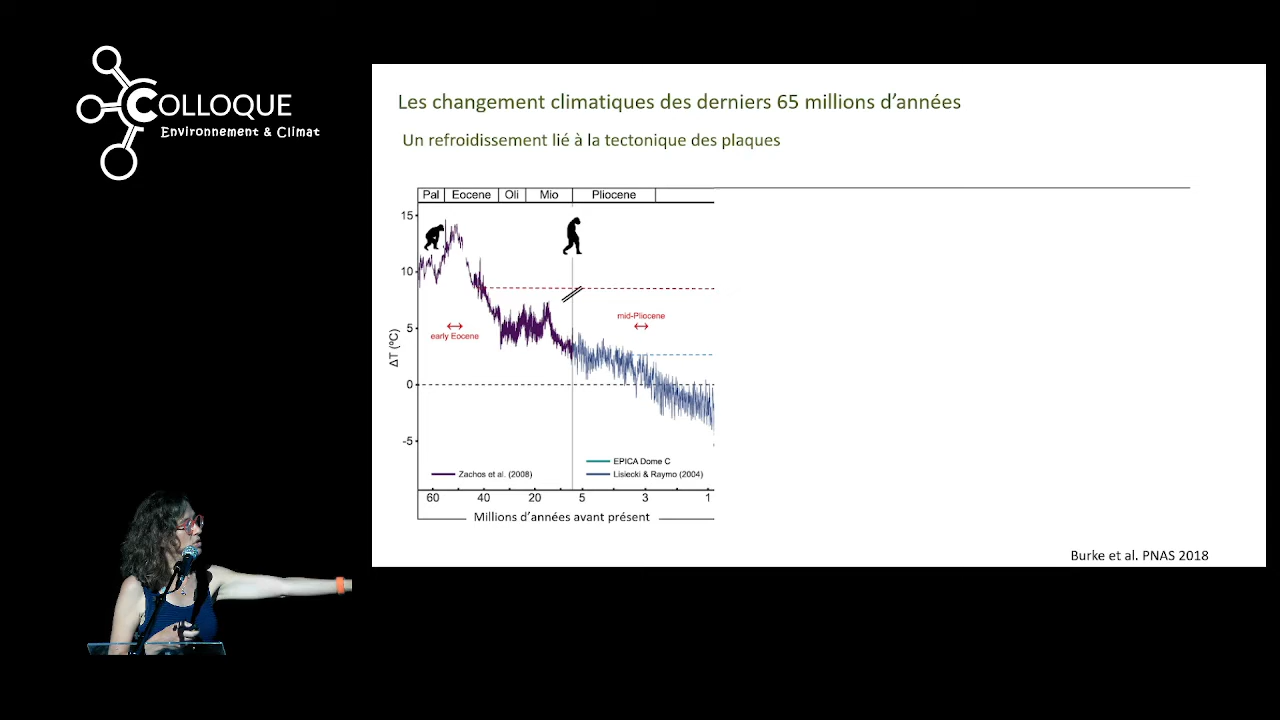 COLLOQUE
Environnement & Climat
Les changement climatiques des derniers 65 millions d'années
Un refroidissement lié à la tectonique des plaques
Pal Eocene Oli Mio Pliocene
15
10
5
0
-5
ΔT (°C)
early Eocene
mid-Pliocene
Zachos et al. (2008)
EPICA Dome C
Lisiecki & Raymo (2004)
60 40 20 5 3 1
Millions d'années avant présent
Burke et al. PNAS 2018